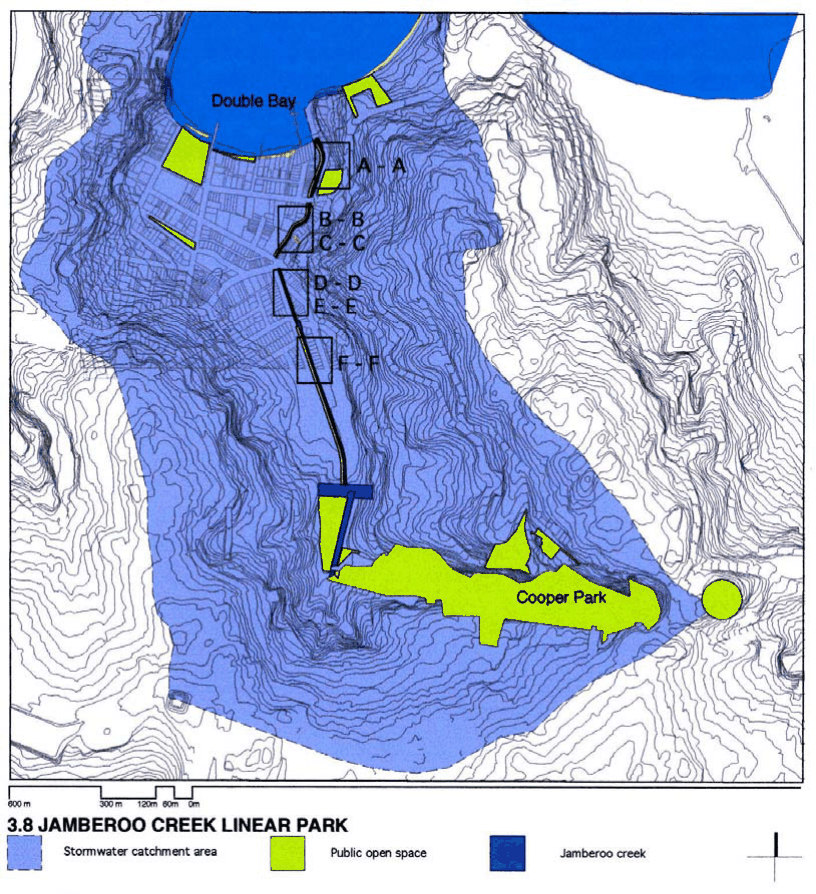 Double Bay
A - A
B - B
C - C
D - D
E - E
F - F
Cooper Park
600 m 300 m 120m 60m 0m
3.8 JAMBEROO CREEK LINEAR PARK
Stormwater catchment area Public open space Jamberoo creek